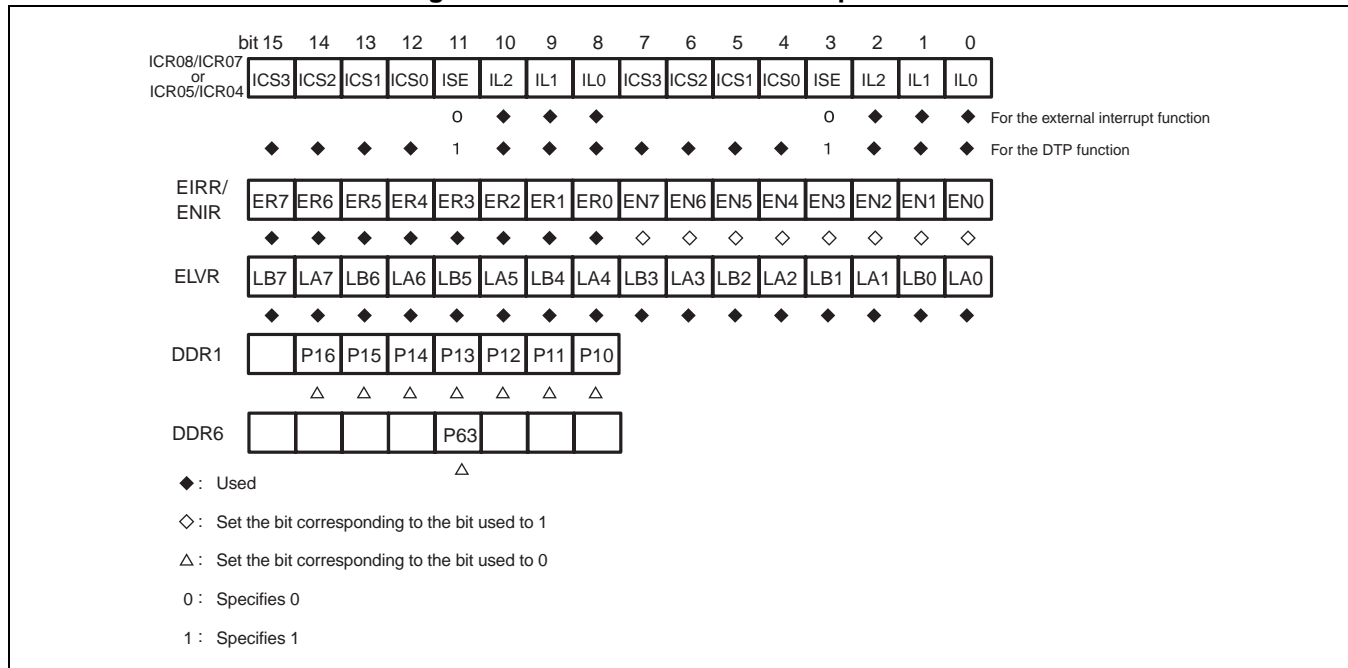 bit 15 14 13 12 11 10 9 8 7 6 5 4 3 2 1 0
ICR08/ICR07
or
ICR05/ICR04
ICS3 ICS2 ICS1 ICS0 ISE IL2 IL1 IL0 ICS3 ICS2 ICS1 ICS0 ISE IL2 IL1 IL0
0 ◆ ◆ ◆ 0 ◆ ◆ ◆ For the external interrupt function
◆ ◆ ◆ ◆ 1 ◆ ◆ ◆ ◆ ◆ ◆ ◆ 1 ◆ ◆ ◆ For the DTP function
EIRR/
ENIR
ER7 ER6 ER5 ER4 ER3 ER2 ER1 ER0 EN7 EN6 EN5 EN4 EN3 EN2 EN1 EN0
◆ ◆ ◆ ◆ ◆ ◆ ◆ ◆ ◇ ◇ ◇ ◇ ◇ ◇ ◇ ◇
ELVR LB7 LA7 LB6 LA6 LB5 LA5 LB4 LA4 LB3 LA3 LB2 LA2 LB1 LA1 LB0 LA0
◆ ◆ ◆ ◆ ◆ ◆ ◆ ◆ ◆ ◆ ◆ ◆ ◆ ◆ ◆ ◆
DDR1 P16 P15 P14 P13 P12 P11 P10
△ △ △ △ △ △ △
DDR6 P63
△
◆ : Used
◇ : Set the bit corresponding to the bit used to 1
△ : Set the bit corresponding to the bit used to 0
0 : Specifies 0
1 : Specifies 1